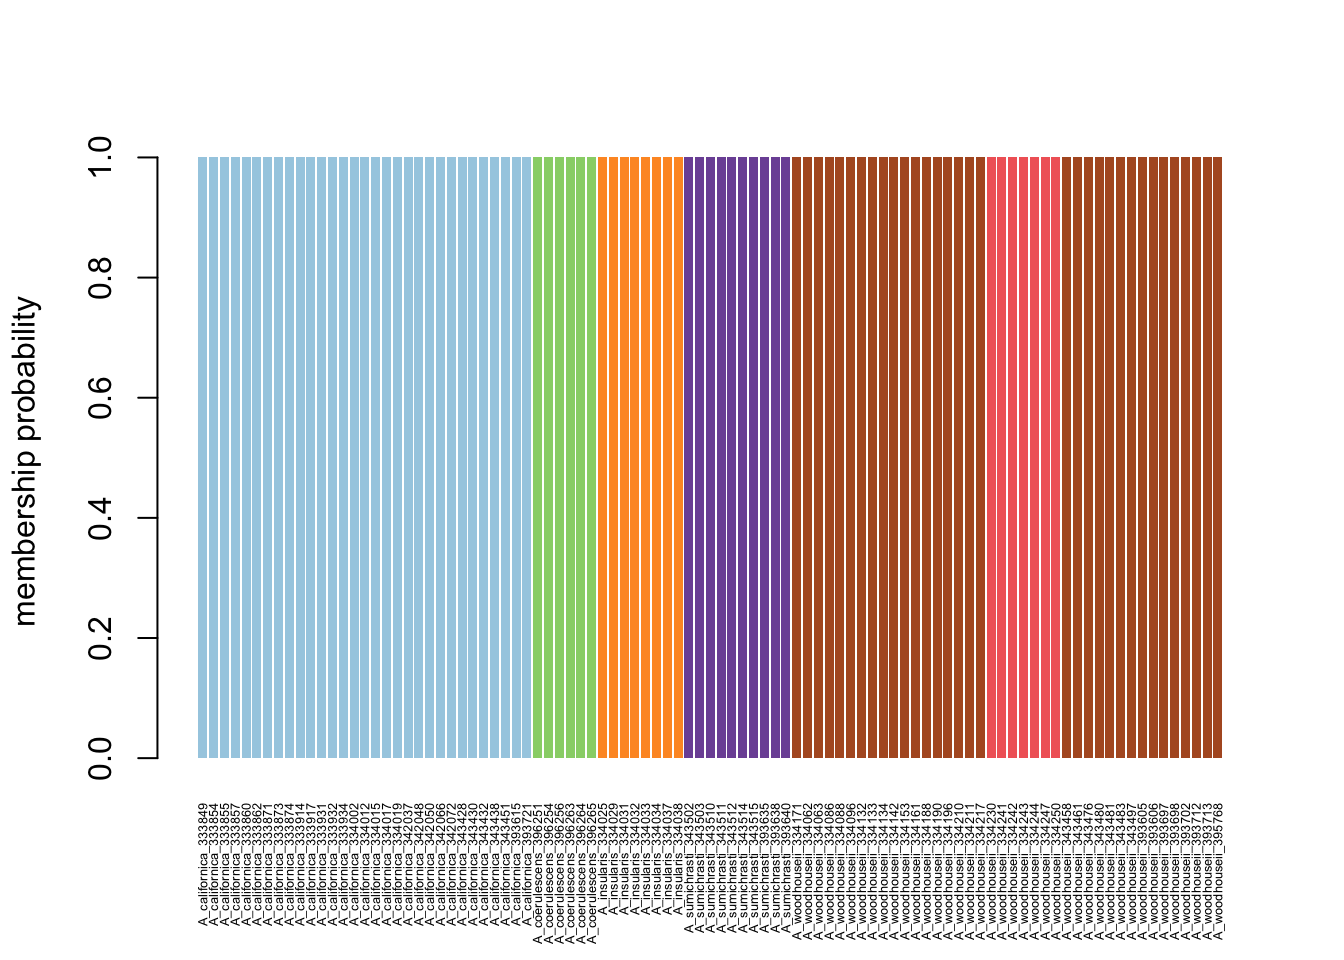 membership probability
1.0
0.8
0.6
0.4
0.2
0.0
A_californica_333849
A_californica_333854
A_californica_333855
A_californica_333857
A_californica_333860
A_californica_333862
A_californica_333871
A_californica_333873
A_californica_333874
A_californica_333914
A_californica_333917
A_californica_333931
A_californica_333932
A_californica_333934
A_californica_334002
A_californica_334012
A_californica_334015
A_californica_334017
A_californica_334019
A_californica_342037
A_californica_342048
A_californica_342050
A_californica_342066
A_californica_342072
A_californica_343428
A_californica_343430
A_californica_343432
A_californica_343438
A_californica_343451
A_californica_393615
A_californica_393721
A_coerulescens_396251
A_coerulescens_396254
A_coerulescens_396256
A_coerulescens_396263
A_coerulescens_396264
A_coerulescens_396265
A_insularis_334025
A_insularis_334029
A_insularis_334031
A_insularis_334032
A_insularis_334033
A_insularis_334034
A_insularis_334037
A_insularis_334038
A_sumichrasti_343502
A_sumichrasti_343503
A_sumichrasti_343510
A_sumichrasti_343511
A_sumichrasti_343512
A_sumichrasti_343514
A_sumichrasti_343515
A_sumichrasti_393635
A_sumichrasti_393638
A_sumichrasti_393640
A_woodhouseii_334171
A_woodhouseii_334062
A_woodhouseii_334063
A_woodhouseii_334086
A_woodhouseii_334088
A_woodhouseii_334096
A_woodhouseii_334132
A_woodhouseii_334133
A_woodhouseii_334134
A_woodhouseii_334142
A_woodhouseii_334153
A_woodhouseii_334161
A_woodhouseii_334188
A_woodhouseii_334190
A_woodhouseii_334196
A_woodhouseii_334210
A_woodhouseii_334211
A_woodhouseii_334217
A_woodhouseii_334230
A_woodhouseii_334241
A_woodhouseii_334242
A_woodhouseii_334243
A_woodhouseii_334244
A_woodhouseii_334247
A_woodhouseii_334250
A_woodhouseii_343458
A_woodhouseii_343461
A_woodhouseii_343476
A_woodhouseii_343480
A_woodhouseii_343481
A_woodhouseii_343483
A_woodhouseii_343497
A_woodhouseii_393605
A_woodhouseii_393606
A_woodhouseii_393697
A_woodhouseii_393698
A_woodhouseii_393702
A_woodhouseii_393712
A_woodhouseii_393713
A_woodhouseii_395768